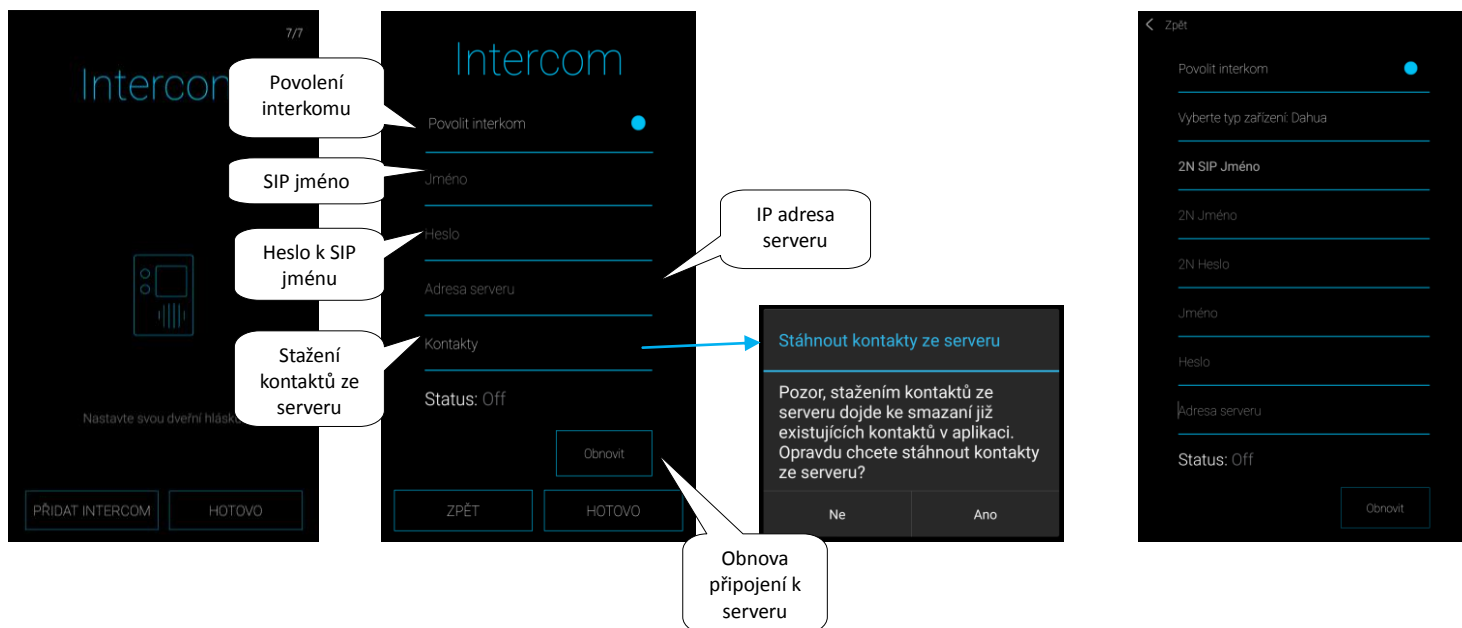 7/7
Intercom
Nastavte svou dveřní hlásk
PŘIDAT INTERCOM
HOTOVO
Povolení
interkomu
SIP jméno
Heslo k SIP
jménu
Stažení
kontaktů ze
serveru
Intercom
Povolit interkom
Jméno
Heslo
Adresa serveru
Kontakty
Status: Off
Obnovit
ZPĚT
HOTOVO
IP adresa
serveru
Obnova
připojení k
serveru
Stáhnout kontakty ze serveru
Pozor, stažením kontaktů ze
serveru dojde ke smazaní již
existujících kontaktů v aplikaci.
Opravdu chcete stáhnout kontakty
ze serveru?
Ne
Ano
Zpět
Povolit interkom
Vyberte typ zařízení: Dahua
2N SIP Jméno
2N Jméno
2N Heslo
Jméno
Heslo
Adresa serveru
Status: Off
Obnovit